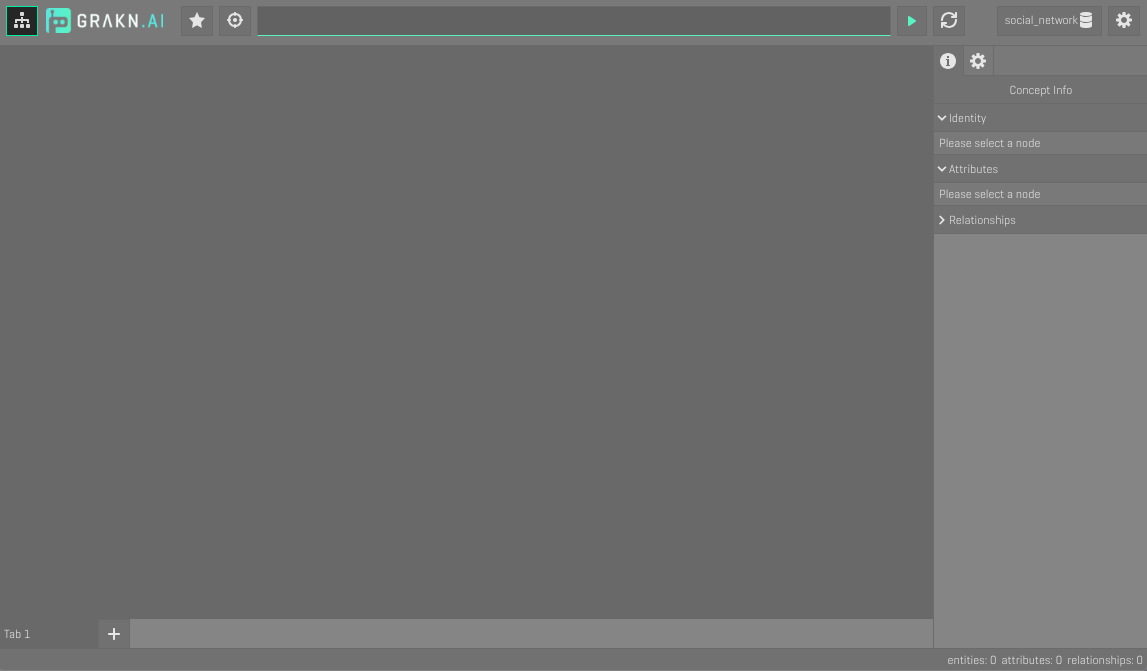 GRAKN.AI
social_network
Concept Info
Identity
Please select a node
Attributes
Please select a node
Relationships
Tab 1
entities: 0 attributes: 0 relationships: 0